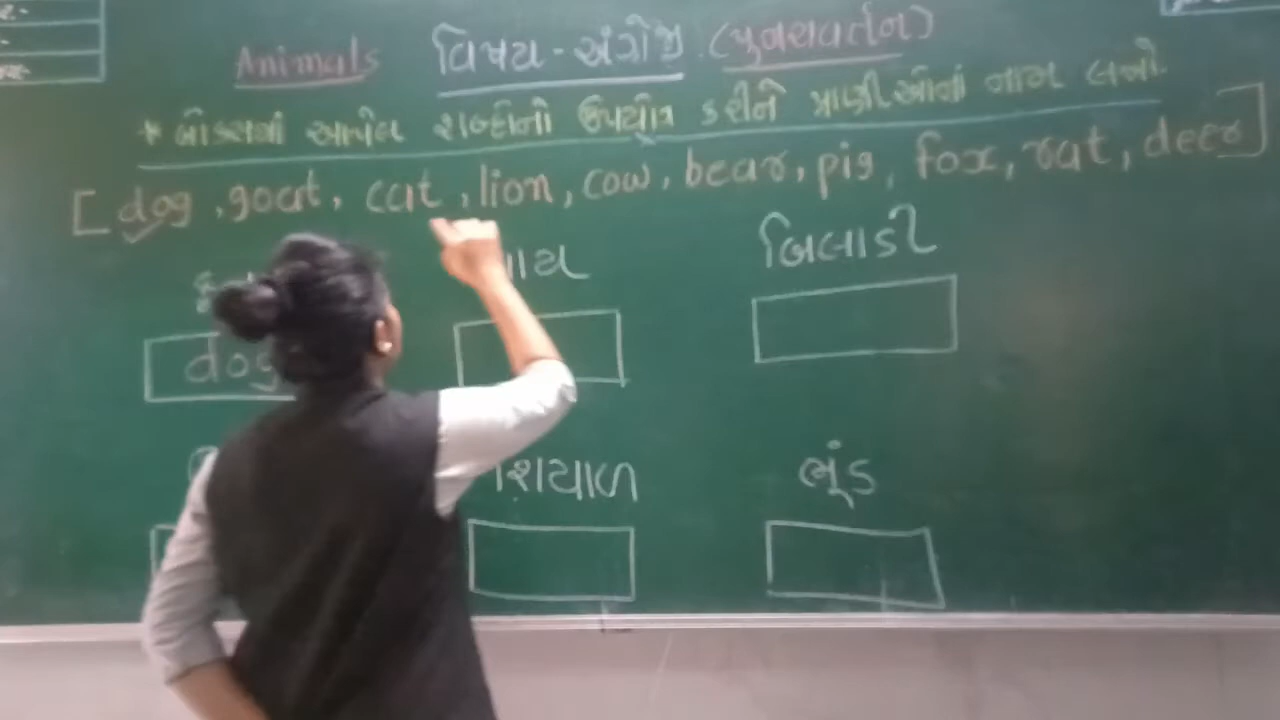 Animals વિષય - અંગ્રેજી (પુનરાવર્તન)
* બોક્સમાં આપેલ શબ્દોનો ઉપયોગ કરીને પ્રાણીઓનાં નામ લખો.
[ dog, goat, cat, lion, cow, bear, pig, fox, rat, deer ]
બિલાડી
dog
શિયાળ ભૂંડ